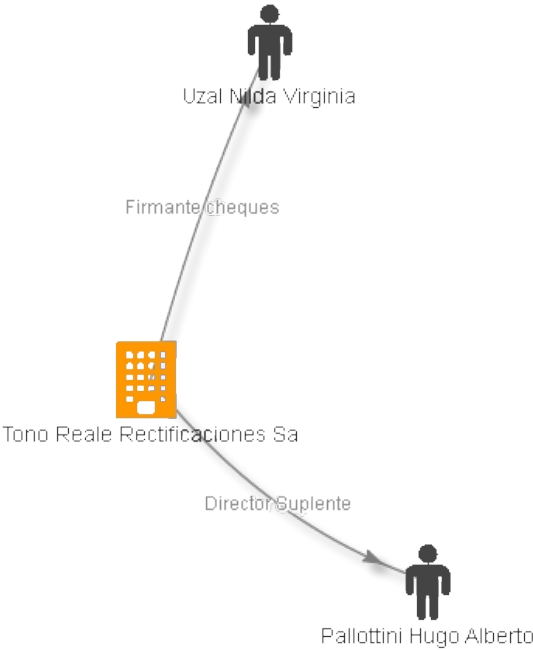 Uzal Nilda Virginia
Firmante cheques
Tono Reale Rectificaciones Sa
Director Suplente
Pallottini Hugo Alberto